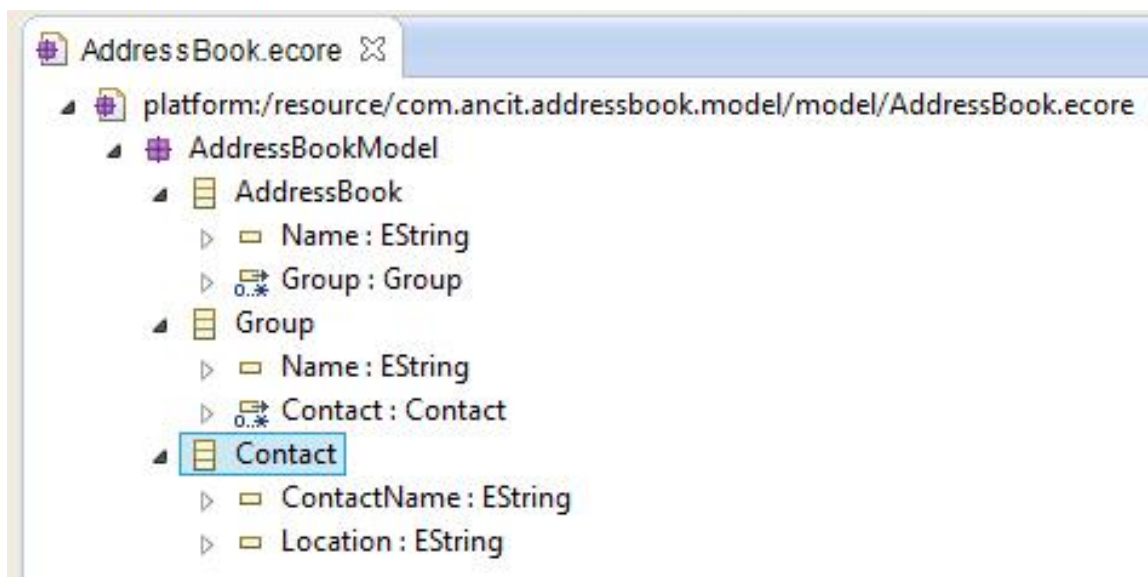 AddressBook.ecore
platform:/resource/com.ancit.addressbook.model/model/AddressBook.ecore
AddressBookModel
AddressBook
Name : EString
0..* Group : Group
Group
Name : EString
0..* Contact : Contact
Contact
ContactName : EString
Location : EString